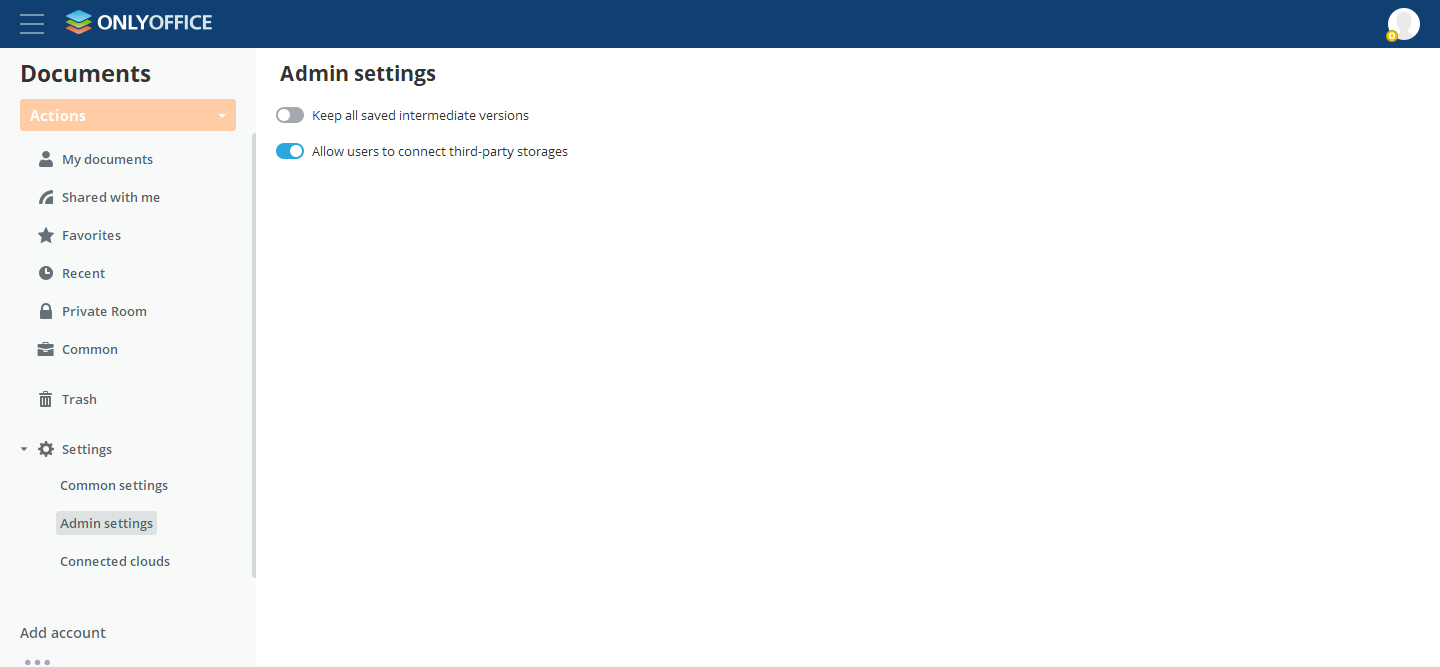 ONLYOFFICE
Documents
Actions
My documents
Shared with me
Favorites
Recent
Private Room
Common
Trash
Settings
Common settings
Admin settings
Connected clouds
Add account
Admin settings
Keep all saved intermediate versions
Allow users to connect third-party storages